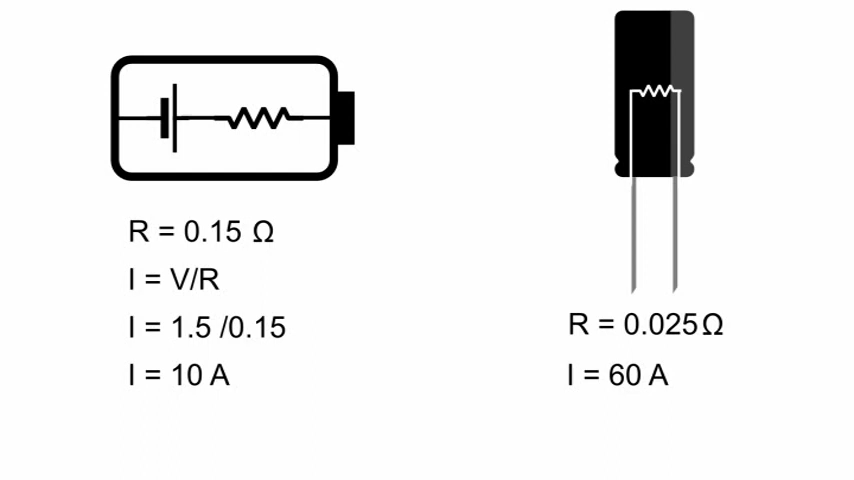 R = 0.15 Ω
I = V/R
I = 1.5 /0.15
I = 10 A
R = 0.025Ω
I = 60 A